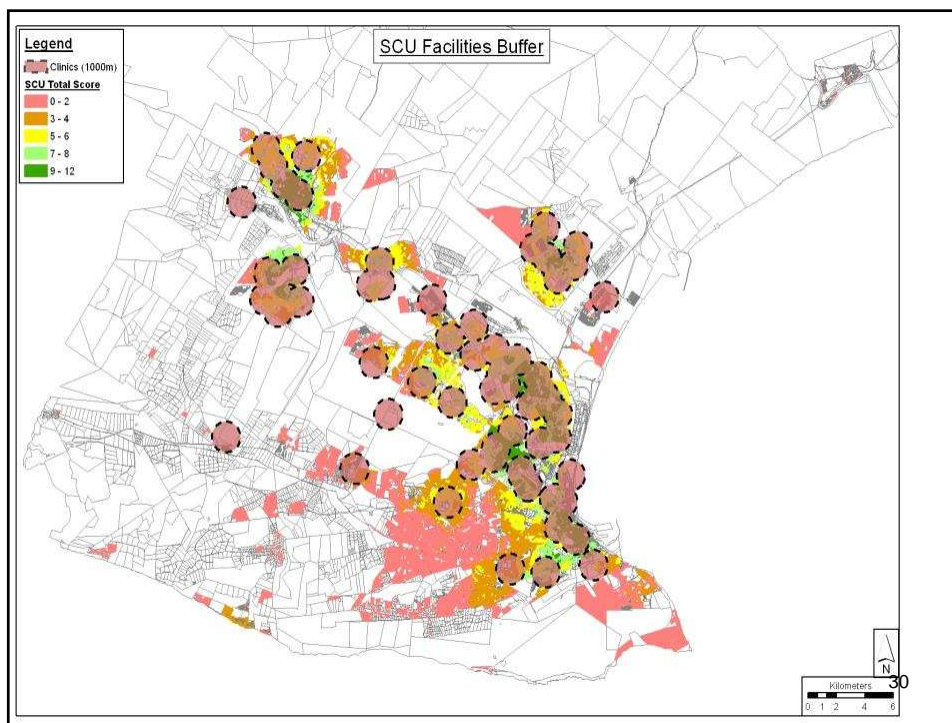 SCU Facilities Buffer
Legend
Clinics (1000m)
SCU Total Score
0 - 2
3 - 4
5 - 6
7 - 8
9 - 12
N
30
Kilometers
0 1 2 4 6